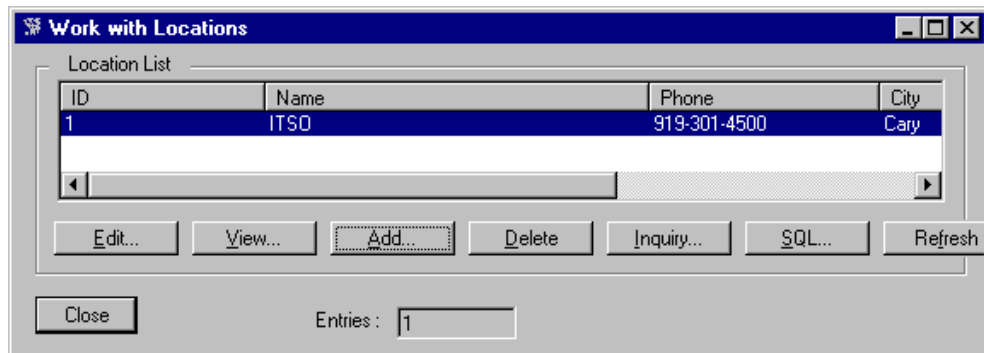 Work with Locations
Location List
ID Name Phone City
1 ITSO 919-301-4500 Cary
Edit... View... Add... Delete Inquiry... SQL... Refresh
Close Entries : 1